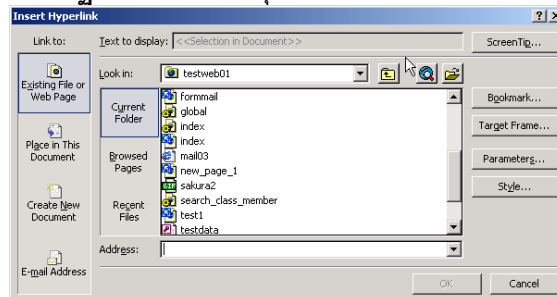 Insert Hyperlink
Link to:
Text to display: <<Selection in Document>>
ScreenTip...
Existing File or Web Page
Look in: testweb01
Current Folder
formmail
global
index
index
mail03
new_page_1
sakura2
search_class_member
test1
testdata
Bookmark...
Target Frame...
Place in This Document
Browsed Pages
Parameters...
Style...
Create New Document
Recent Files
Address:
E-mail Address
OK
Cancel